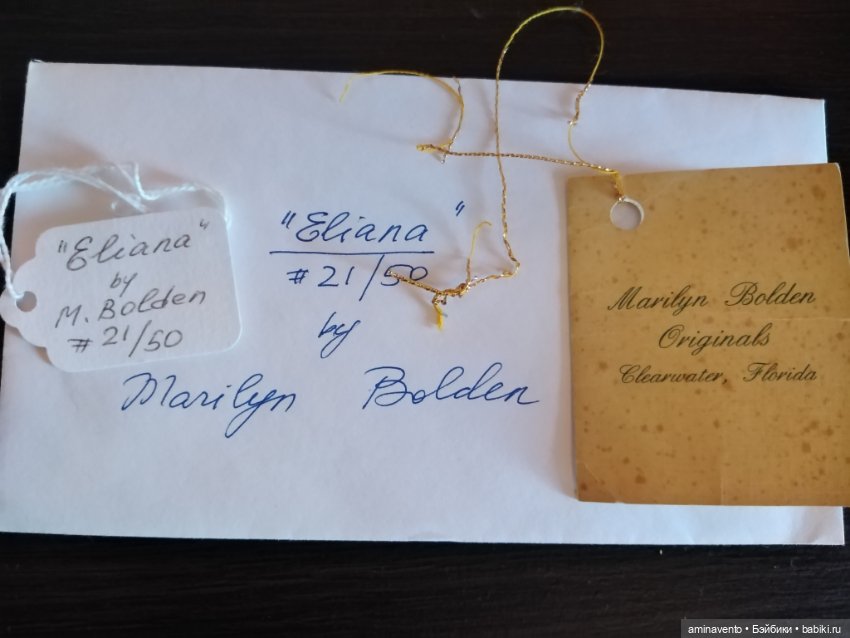 "Eliana"
by
M. Bolden
# 21/50
"Eliana"
# 21/50
by
Marilyn Bolden
Marilyn Bolden
Originals
Clearwater, Florida
aminavento • Бэйбики • babiki.ru